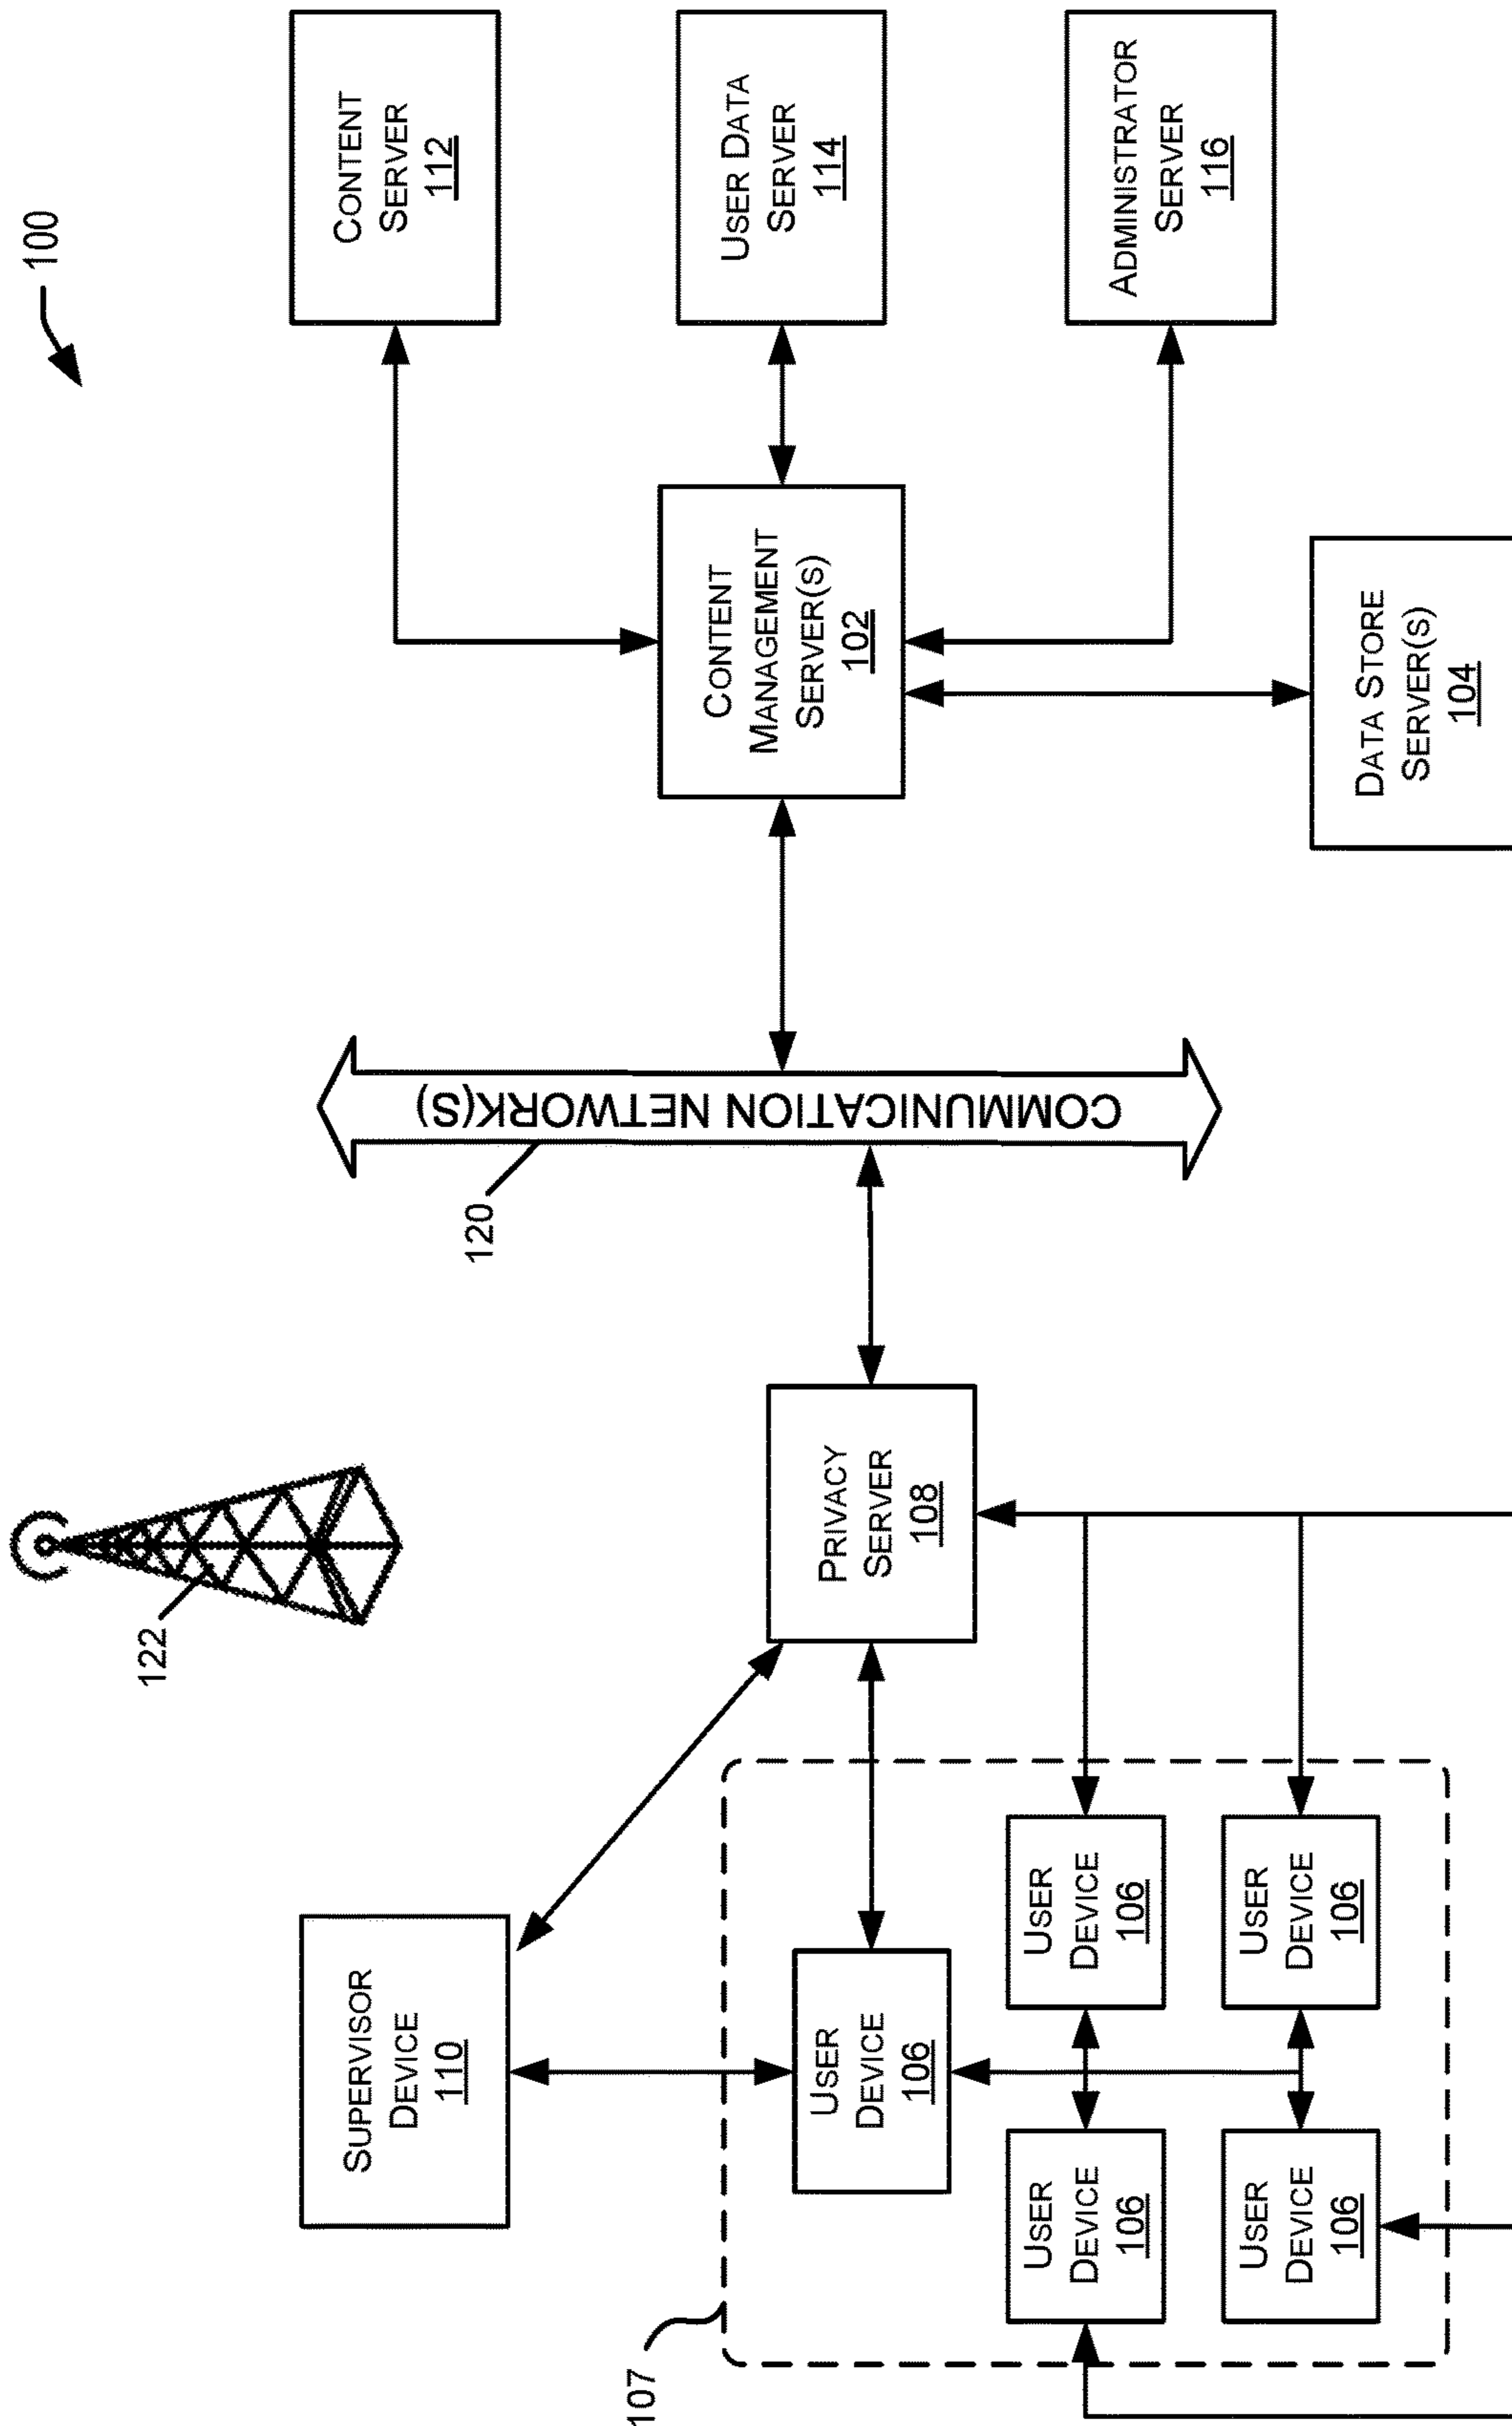 100
122
SUPERVISOR
DEVICE
110
CONTENT
SERVER
112
120
COMMUNICATION NETWORK(S)
107
USER
DEVICE
106
PRIVACY
SERVER
108
CONTENT
MANAGEMENT
SERVER(S)
102
USER DATA
SERVER
114
USER
DEVICE
106
USER
DEVICE
106
USER
DEVICE
106
USER
DEVICE
106
ADMINISTRATOR
SERVER
116
DATA STORE
SERVER(S)
104